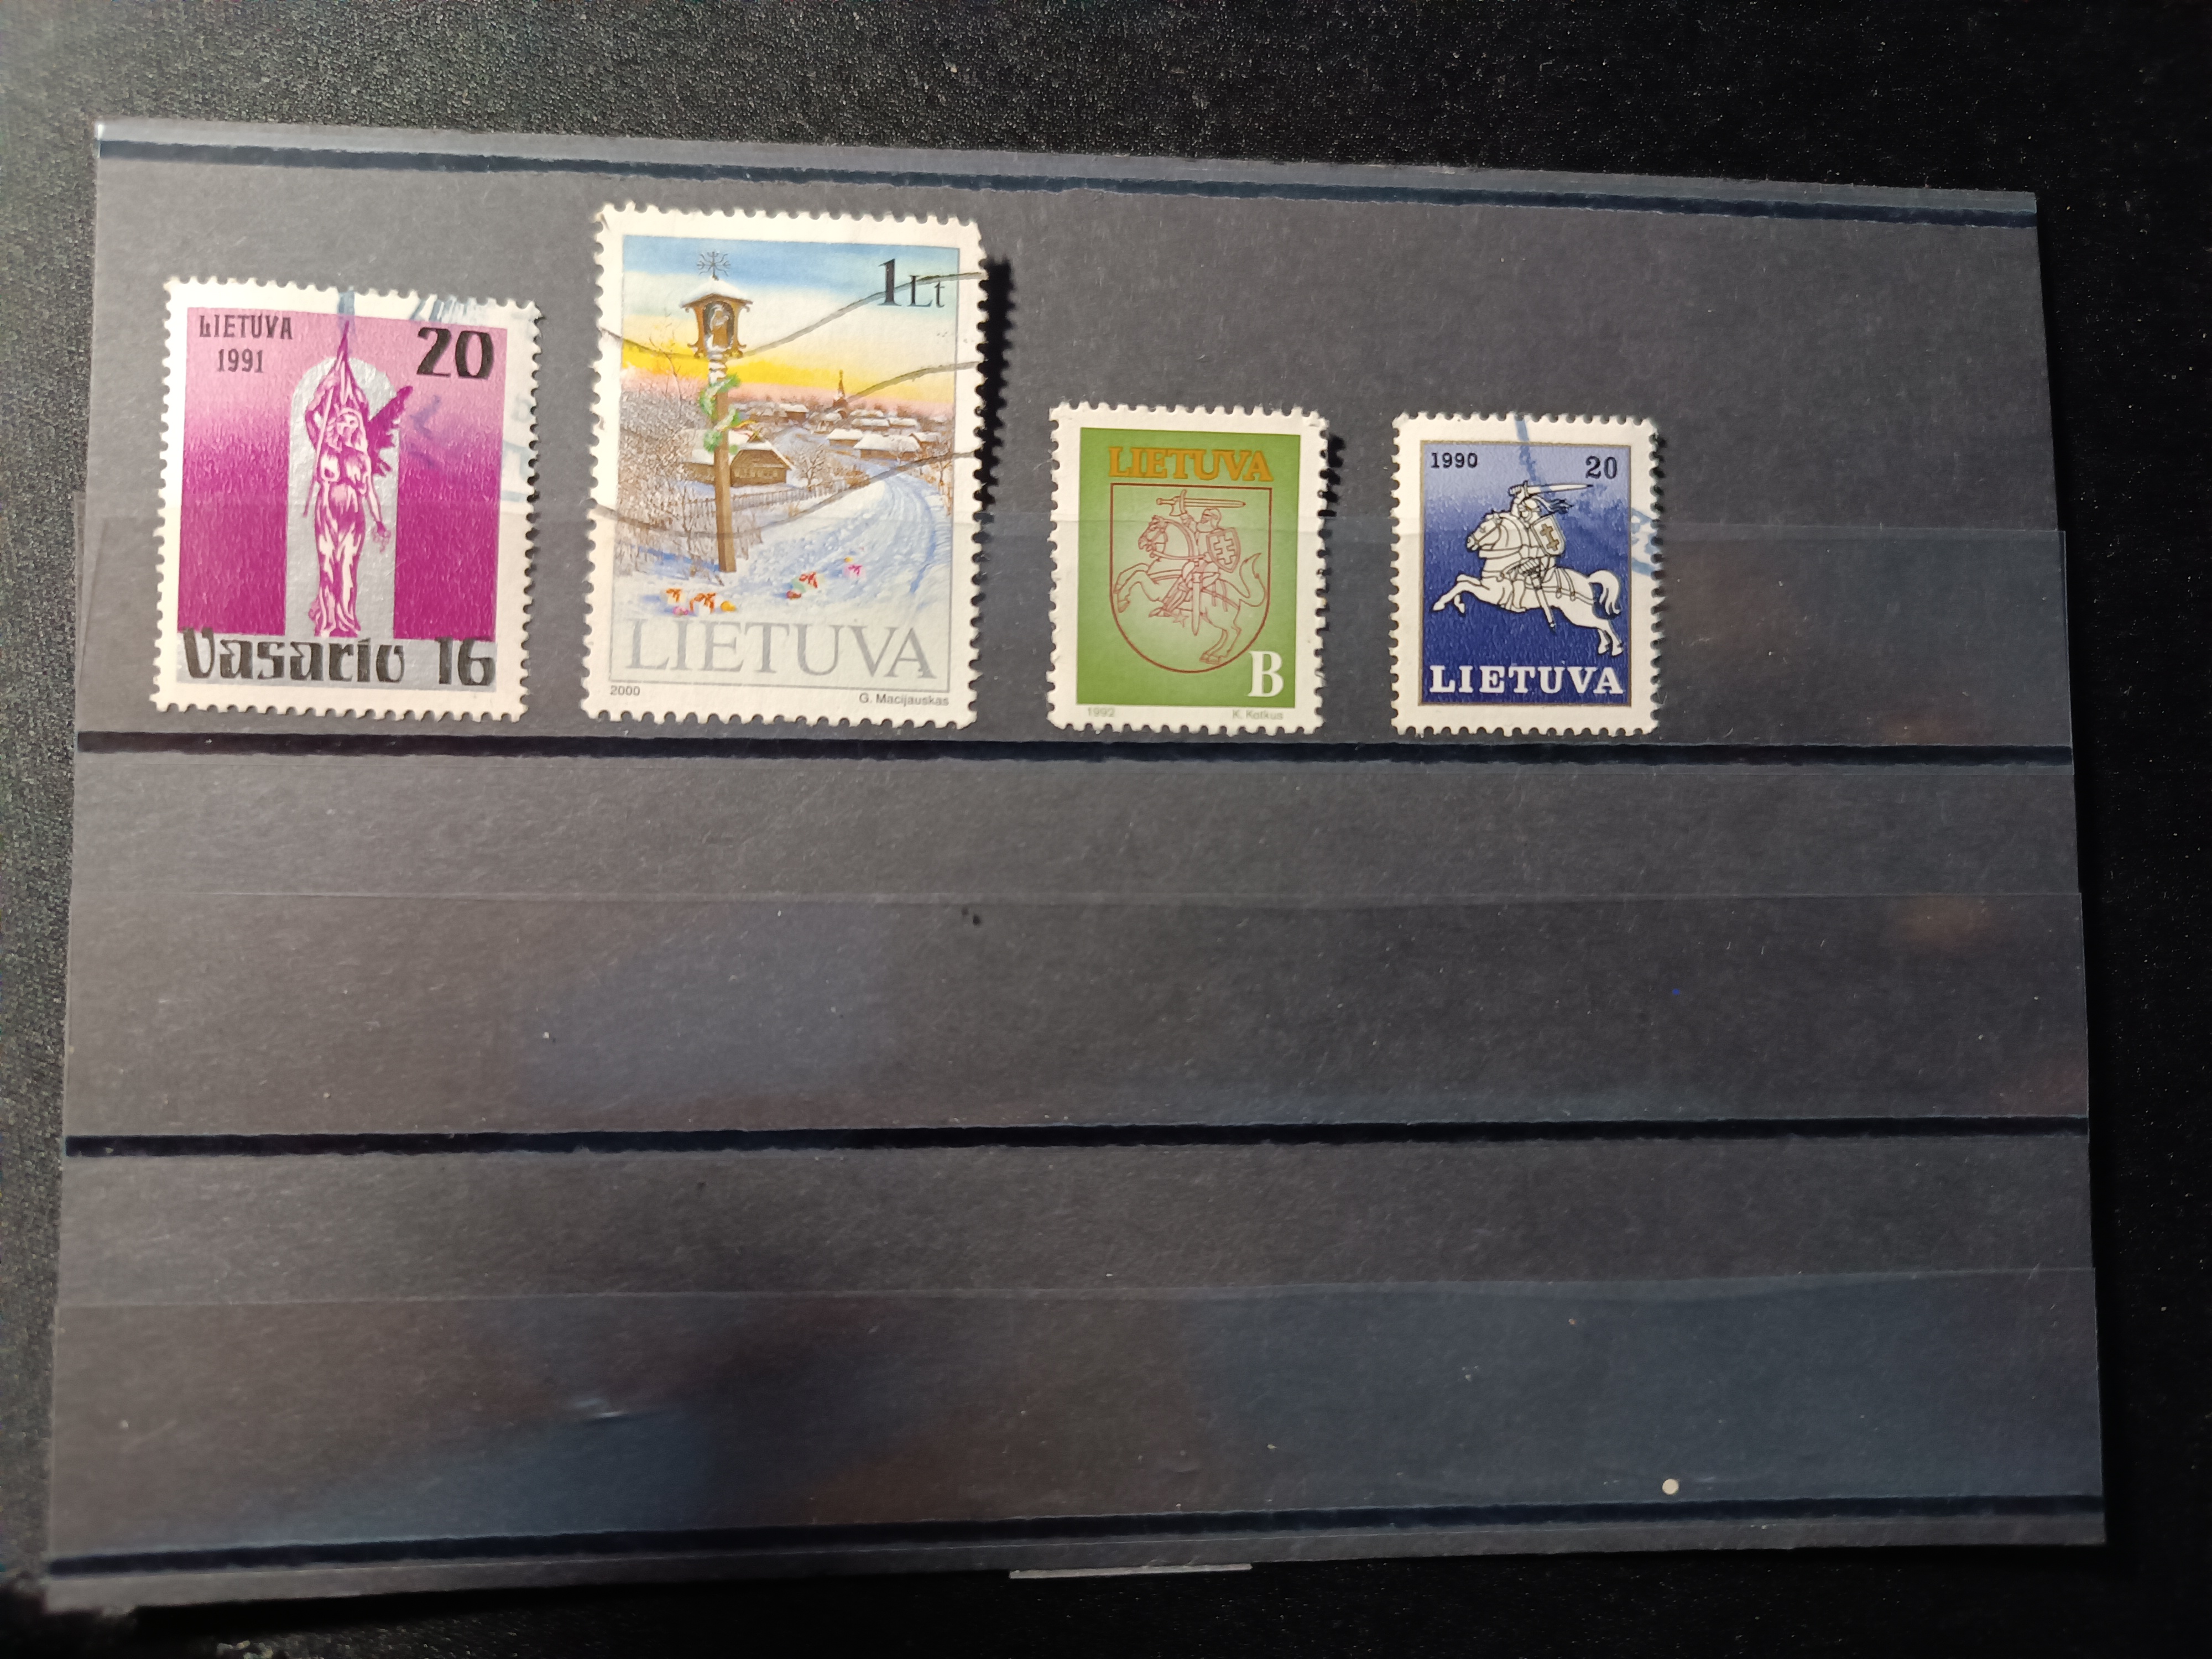 LIETUVA
1991
20
Vasario 16
1Lt
LIETUVA
2000
G. Macijauskas
LIETUVA
B
1992
K. Katkus
1990
20
LIETUVA